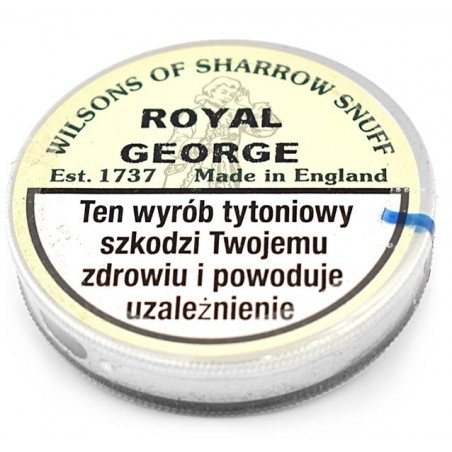 WILSONS OF SHARROW SNUFF
ROYAL
GEORGE
Est. 1737 Made in England
Ten wyrób tytoniowy
szkodzi Twojemu
zdrowiu i powoduje
uzależnienie